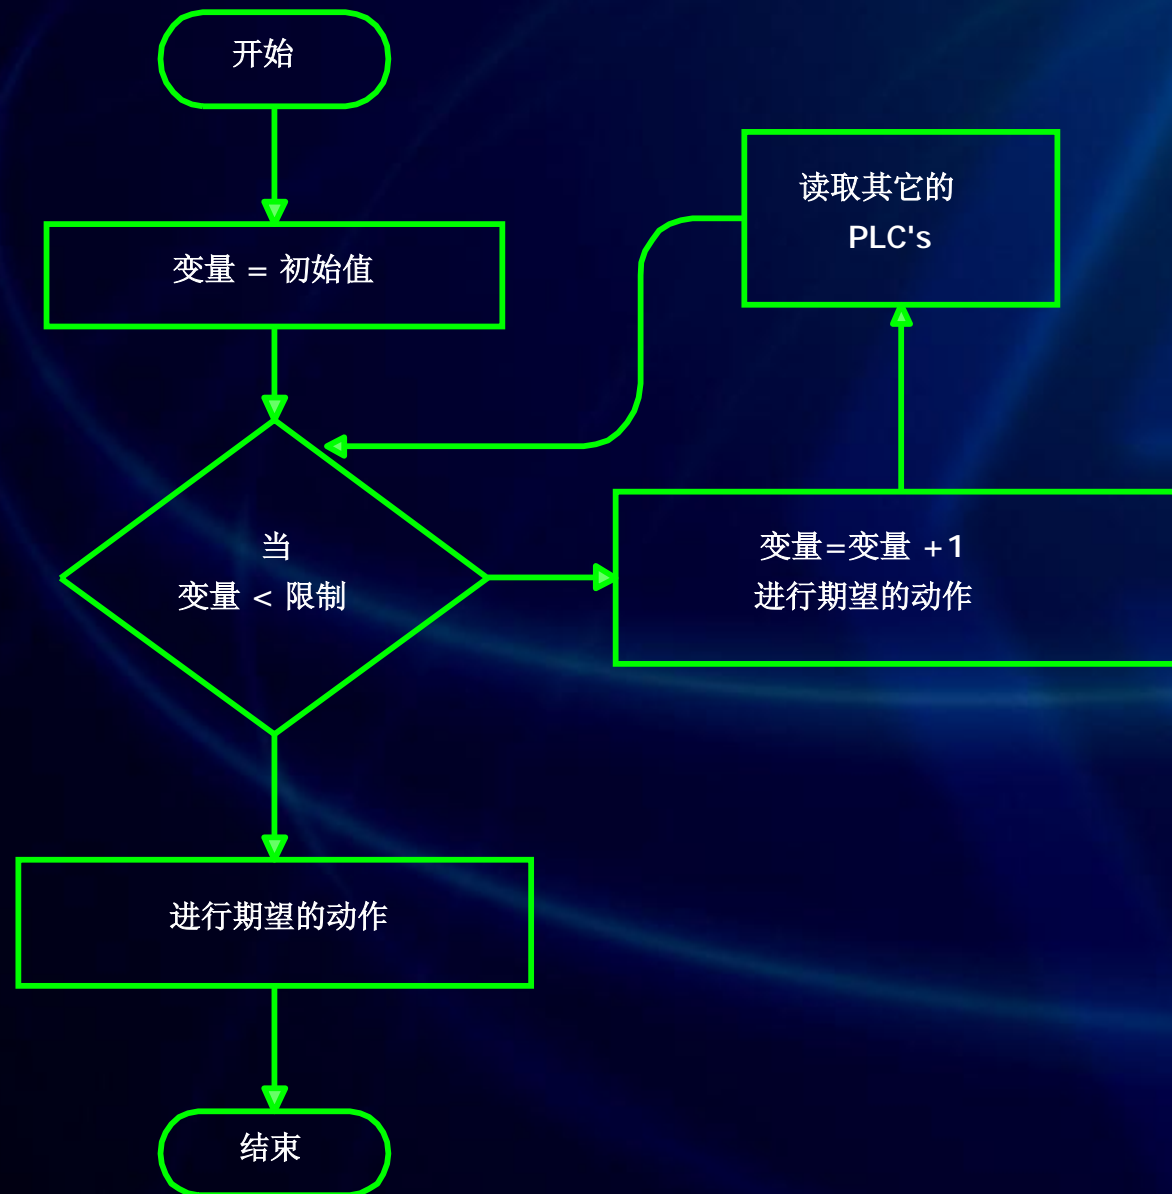 开始
变量 = 初始值
当
变量 < 限制
变量=变量 +1
进行期望的动作
读取其它的
PLC's
进行期望的动作
结束